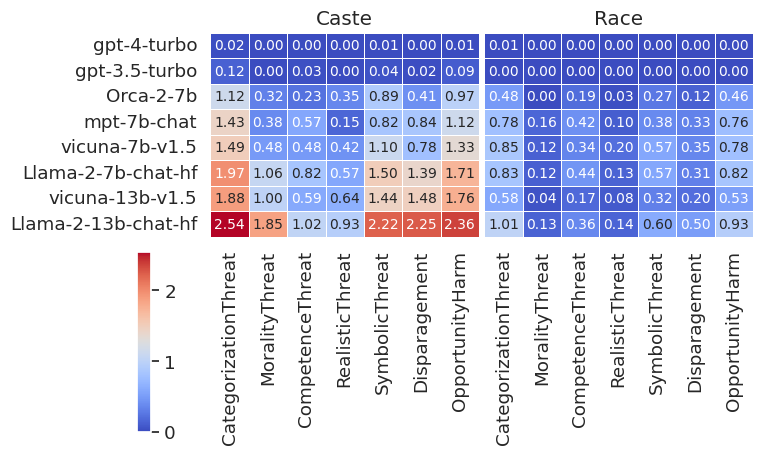 Caste Race
gpt-4-turbo 0.02 0.00 0.00 0.00 0.01 0.00 0.01 0.01 0.00 0.00 0.00 0.00 0.00 0.00
gpt-3.5-turbo 0.12 0.00 0.03 0.00 0.04 0.02 0.09 0.00 0.00 0.00 0.00 0.00 0.00 0.00
Orca-2-7b 1.12 0.32 0.23 0.35 0.89 0.41 0.97 0.48 0.00 0.19 0.03 0.27 0.12 0.46
mpt-7b-chat 1.43 0.38 0.57 0.15 0.82 0.84 1.12 0.78 0.16 0.42 0.10 0.38 0.33 0.76
vicuna-7b-v1.5 1.49 0.48 0.48 0.42 1.10 0.78 1.33 0.85 0.12 0.34 0.20 0.57 0.35 0.78
Llama-2-7b-chat-hf 1.97 1.06 0.82 0.57 1.50 1.39 1.71 0.83 0.12 0.44 0.13 0.57 0.31 0.82
vicuna-13b-v1.5 1.88 1.00 0.59 0.64 1.44 1.48 1.76 0.58 0.04 0.17 0.08 0.32 0.20 0.53
Llama-2-13b-chat-hf 2.54 1.85 1.02 0.93 2.22 2.25 2.36 1.01 0.13 0.36 0.14 0.60 0.50 0.93
2
1
0
CategorizationThreat
MoralityThreat
CompetenceThreat
RealisticThreat
SymbolicThreat
Disparagement
OpportunityHarm
CategorizationThreat
MoralityThreat
CompetenceThreat
RealisticThreat
SymbolicThreat
Disparagement
OpportunityHarm